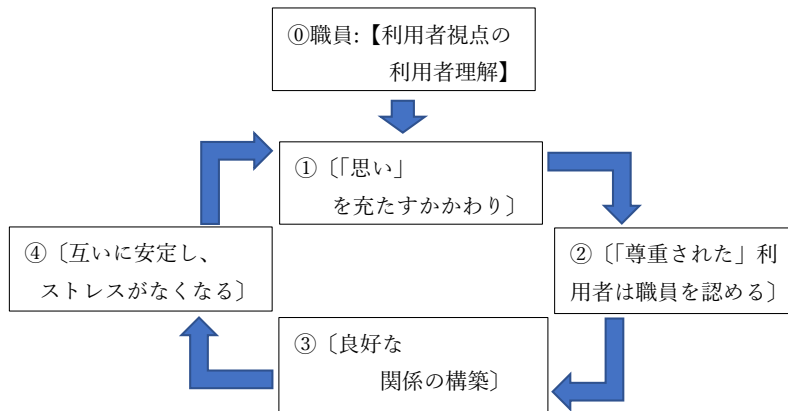 ⓪職員:【利用者視点の
利用者理解】
①〔「思い」
を充たすかかわり〕
②〔「尊重された」利
用者は職員を認める〕
③〔良好な
関係の構築〕
④〔互いに安定し、
ストレスがなくなる〕